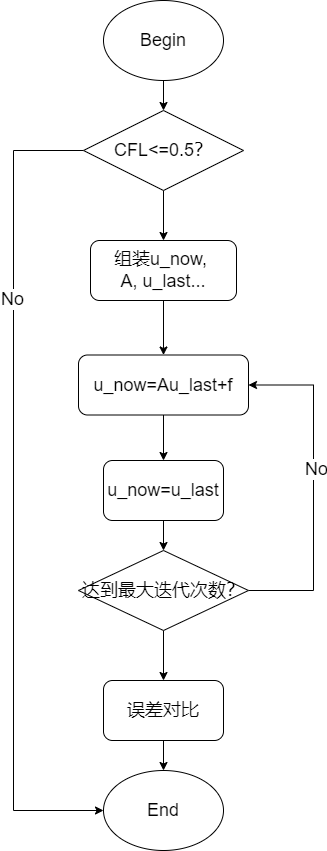 Begin
CFL<=0.5?
No
组装u_now,
A, u_last...
u_now=Au_last+f
No
u_now=u_last
达到最大迭代次数?
误差对比
End